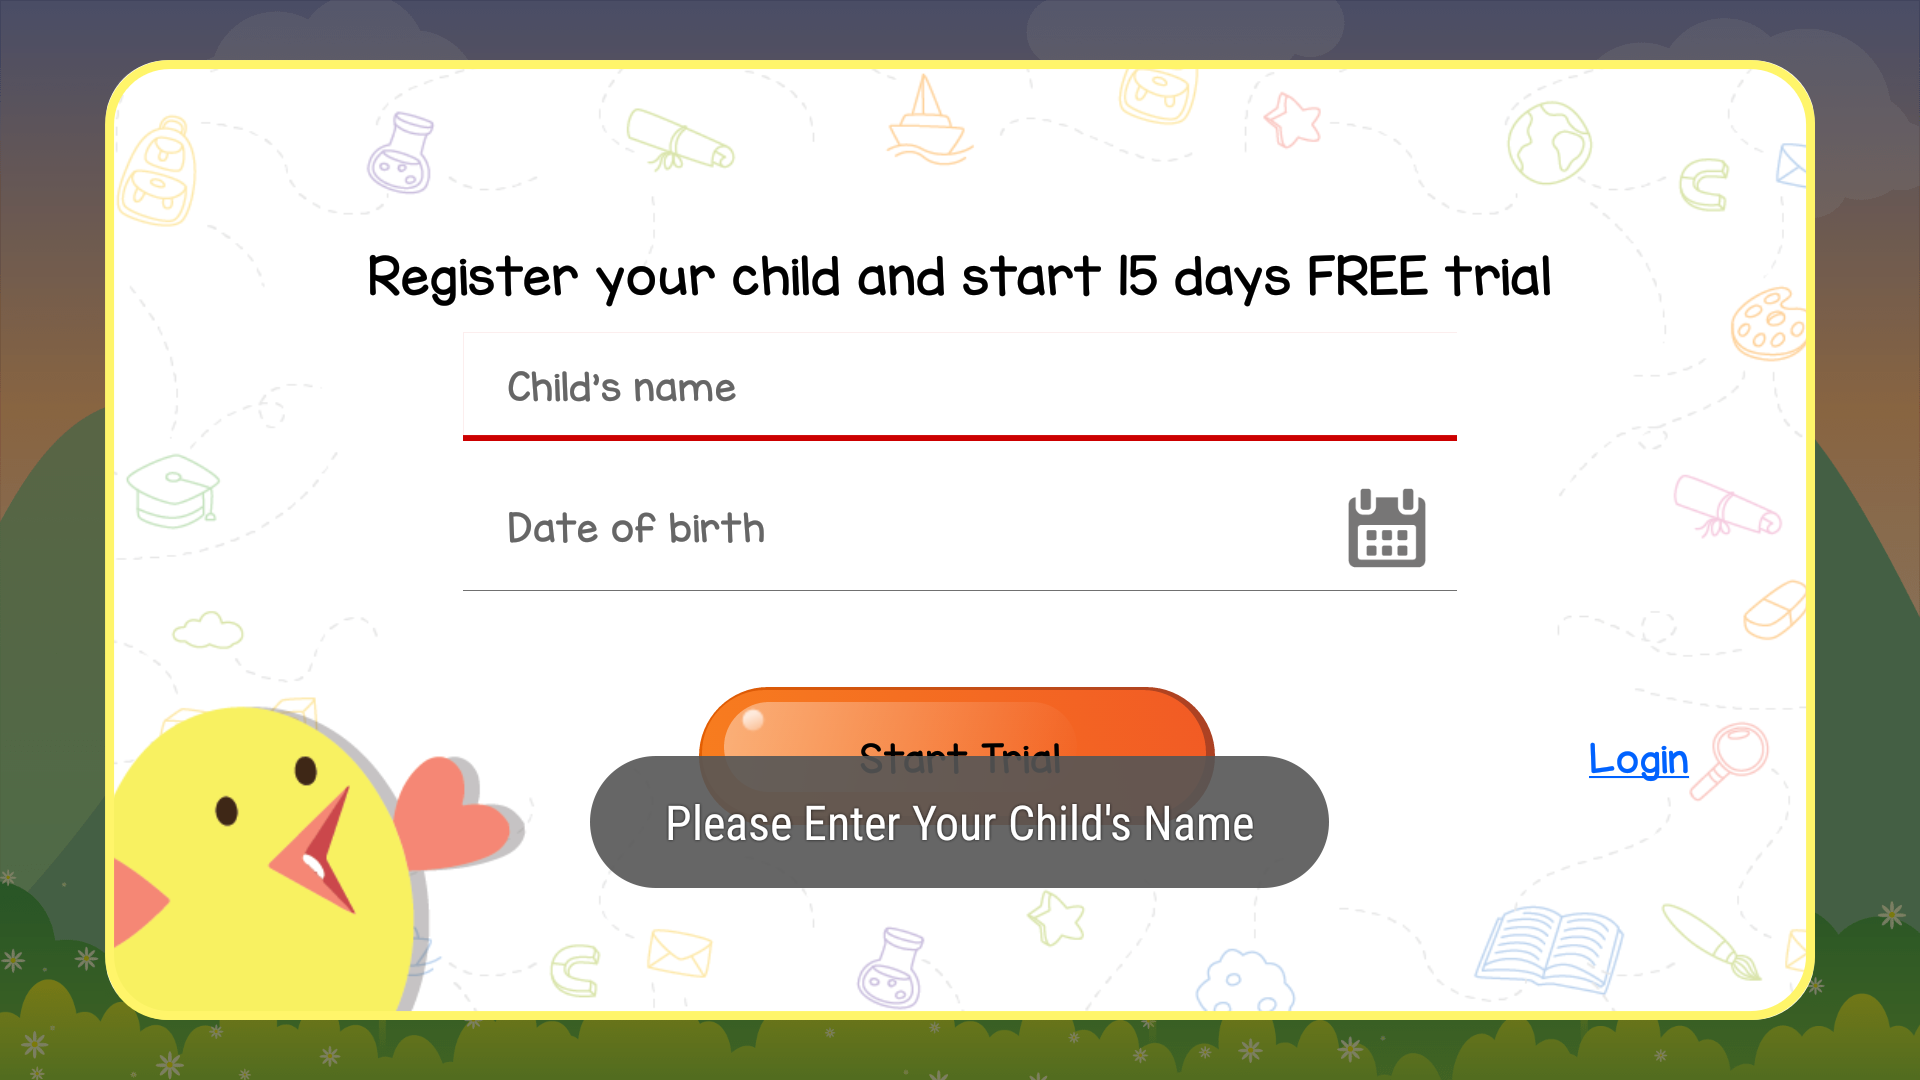 Register your child and start 15 days FREE trial
Child's name
Date of birth
Start Trial
Login
Please Enter Your Child's Name